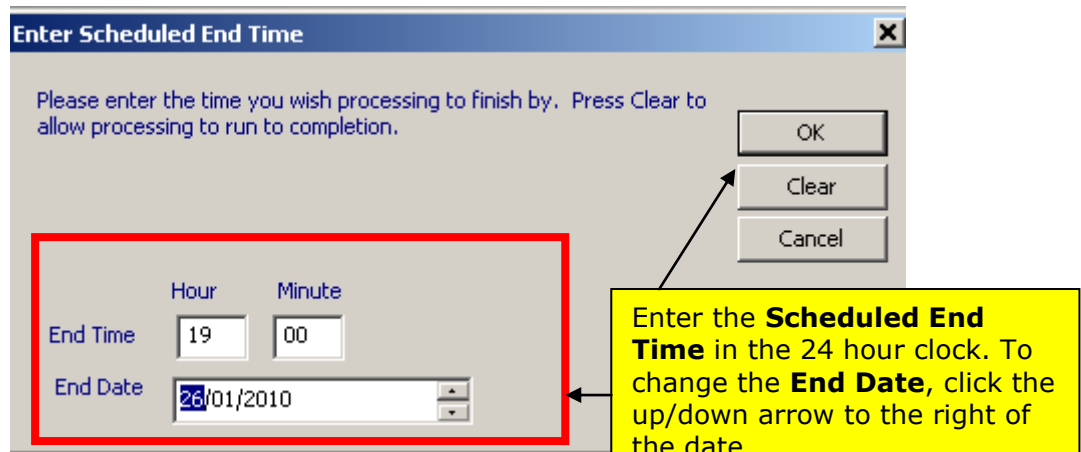 Enter Scheduled End Time
Please enter the time you wish processing to finish by. Press Clear to
allow processing to run to completion.
OK
Clear
Cancel
Hour Minute
End Time 19 00
End Date 26/01/2010
Enter the Scheduled End
Time in the 24 hour clock. To
change the End Date, click the
up/down arrow to the right of
the date